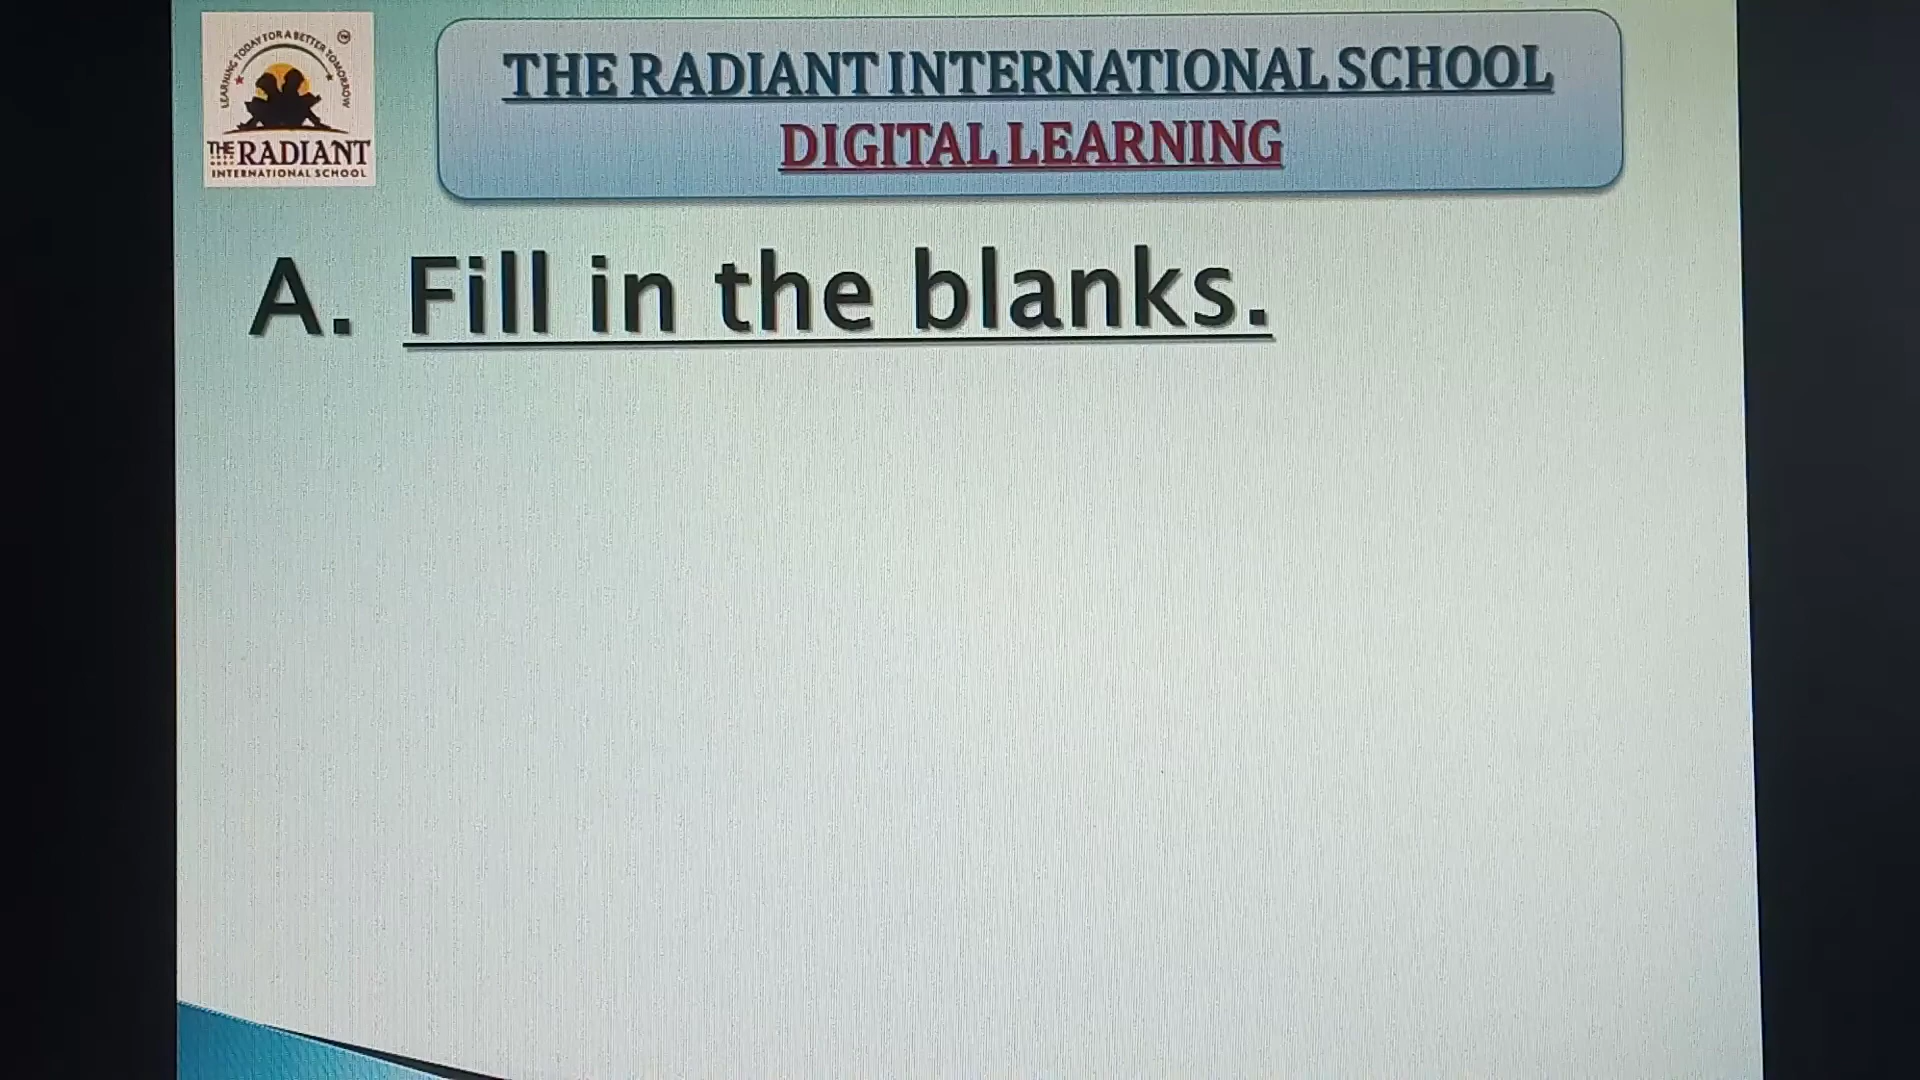 LEARNING TODAY FOR A BETTER TOMORROW
THE RADIANT
INTERNATIONAL SCHOOL
THE RADIANT INTERNATIONAL SCHOOL
DIGITAL LEARNING
A. Fill in the blanks.